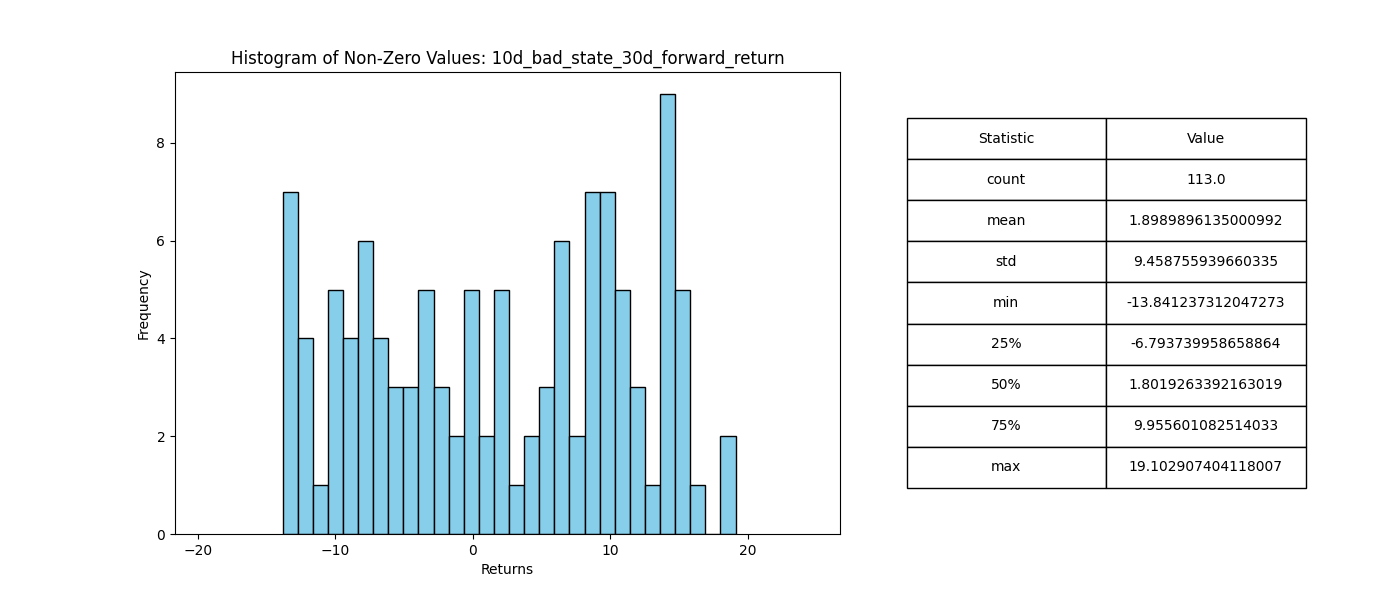 Histogram of Non-Zero Values: 10d_bad_state_30d_forward_return
Frequency
8
6
4
2
0
−20
−10
0
10
20
Returns
Statistic Value
count 113.0
mean 1.8989896135000992
std 9.458755939660335
min -13.841237312047273
25% -6.793739958658864
50% 1.8019263392163019
75% 9.955601082514033
max 19.102907404118007